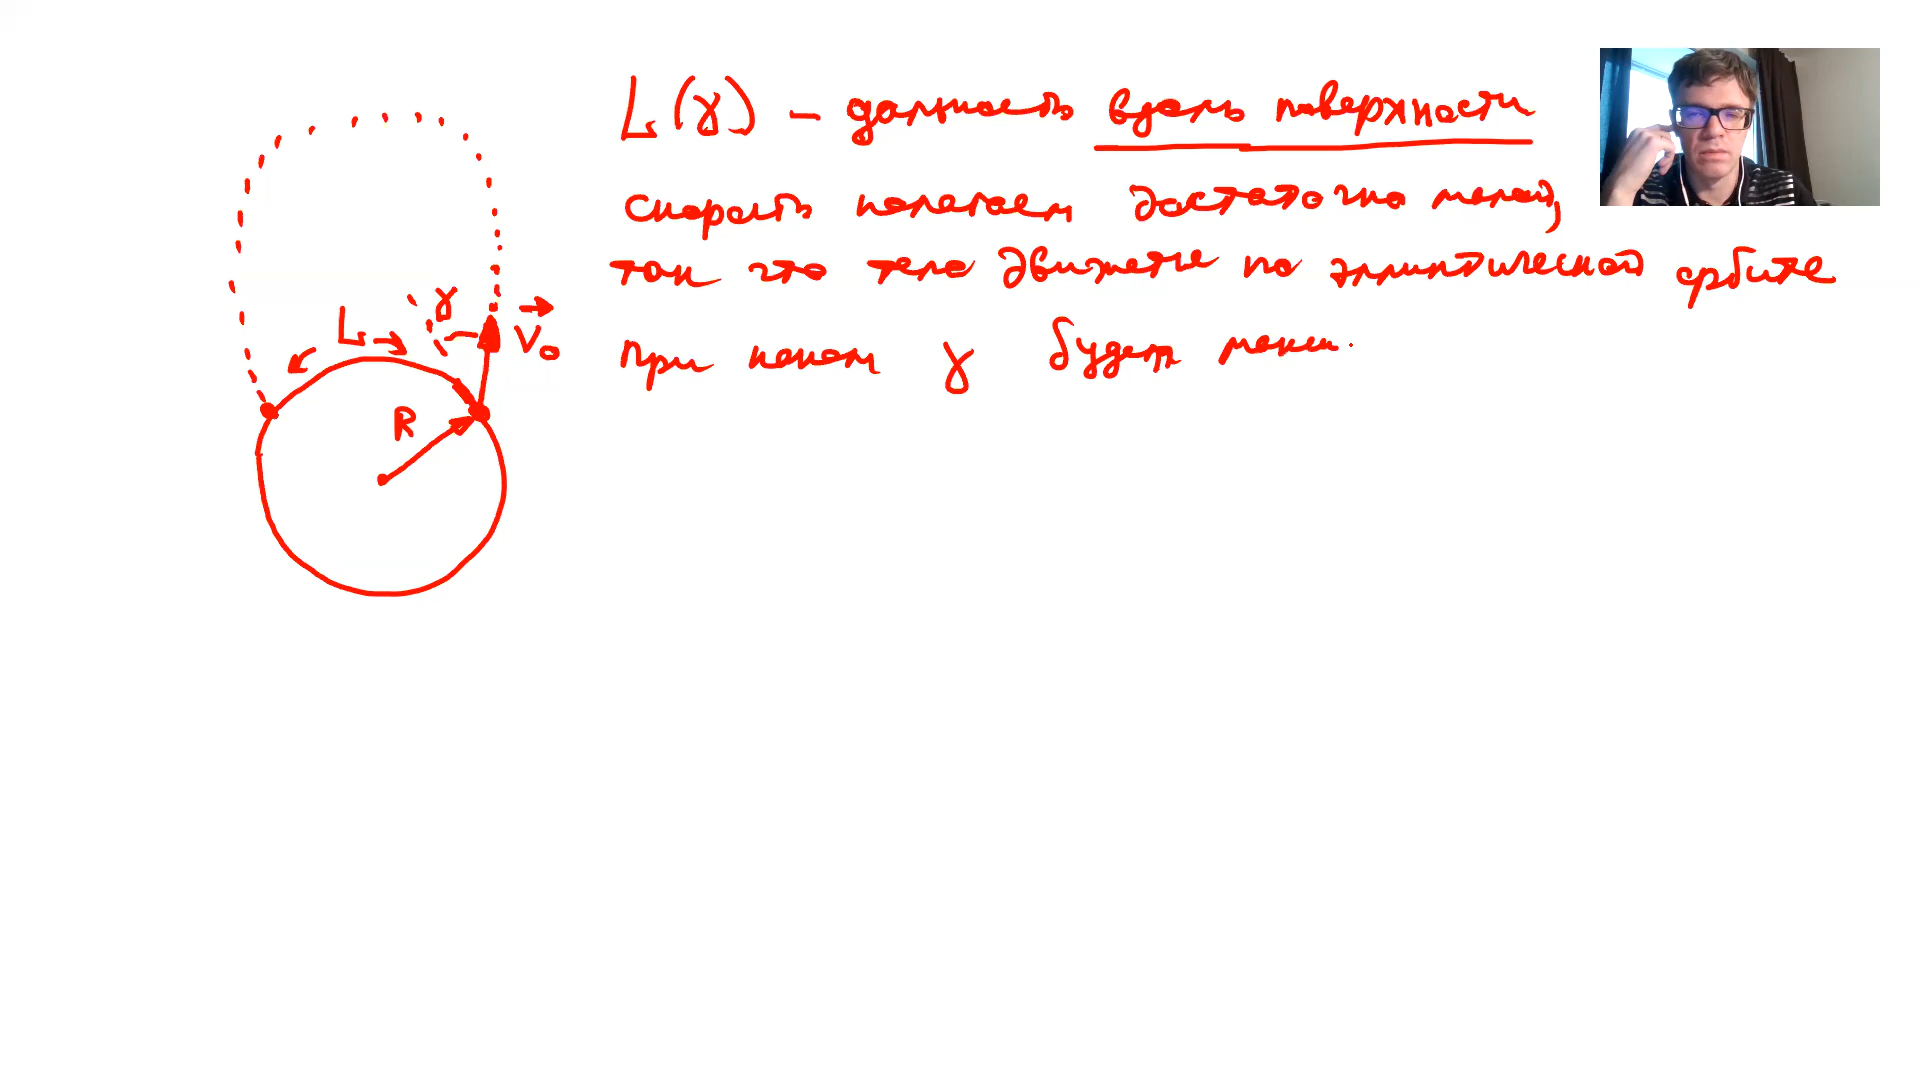 L(γ) – дальность вдоль поверхности
скорость полагаем достаточно малой,
так что тело движется по эллиптической орбите
при каком γ будет макс.
γ
L
V₀
R